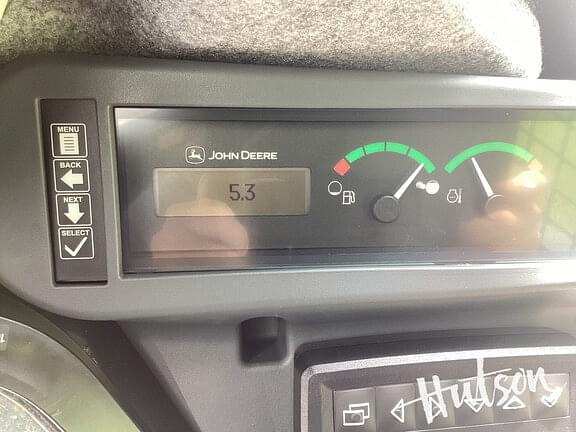 MENU
BACK
NEXT
SELECT
JOHN DEERE
5.3
Hutson